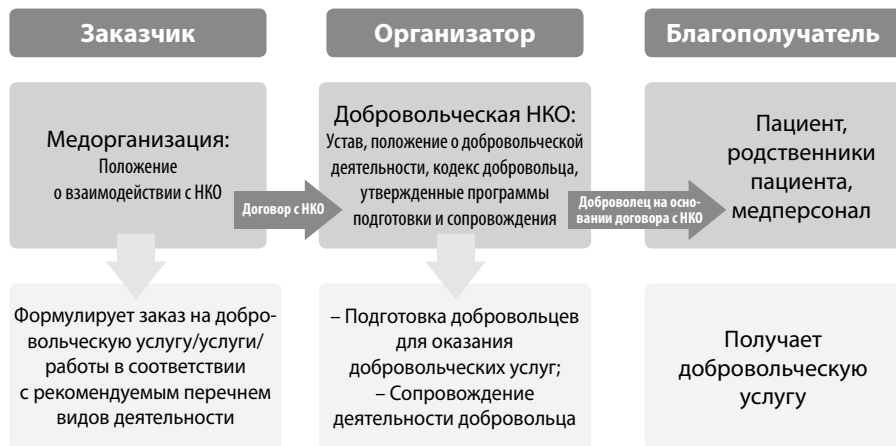 Заказчик
Организатор
Благополучатель
Медорганизация:
Положение
о взаимодействии с НКО
Договор с НКО
Добровольческая НКО:
Устав, положение о добровольческой
деятельности, кодекс добровольца,
утвержденные программы
подготовки и сопровождения
Доброволец на осно-
вании договора с НКО
Пациент,
родственники
пациента,
медперсонал
Формулирует заказ на добро-
вольческую услугу/услуги/
работы в соответствии
с рекомендуемым перечнем
видов деятельности
– Подготовка добровольцев
для оказания
добровольческих услуг;
– Сопровождение
деятельности добровольца
Получает
добровольческую
услугу